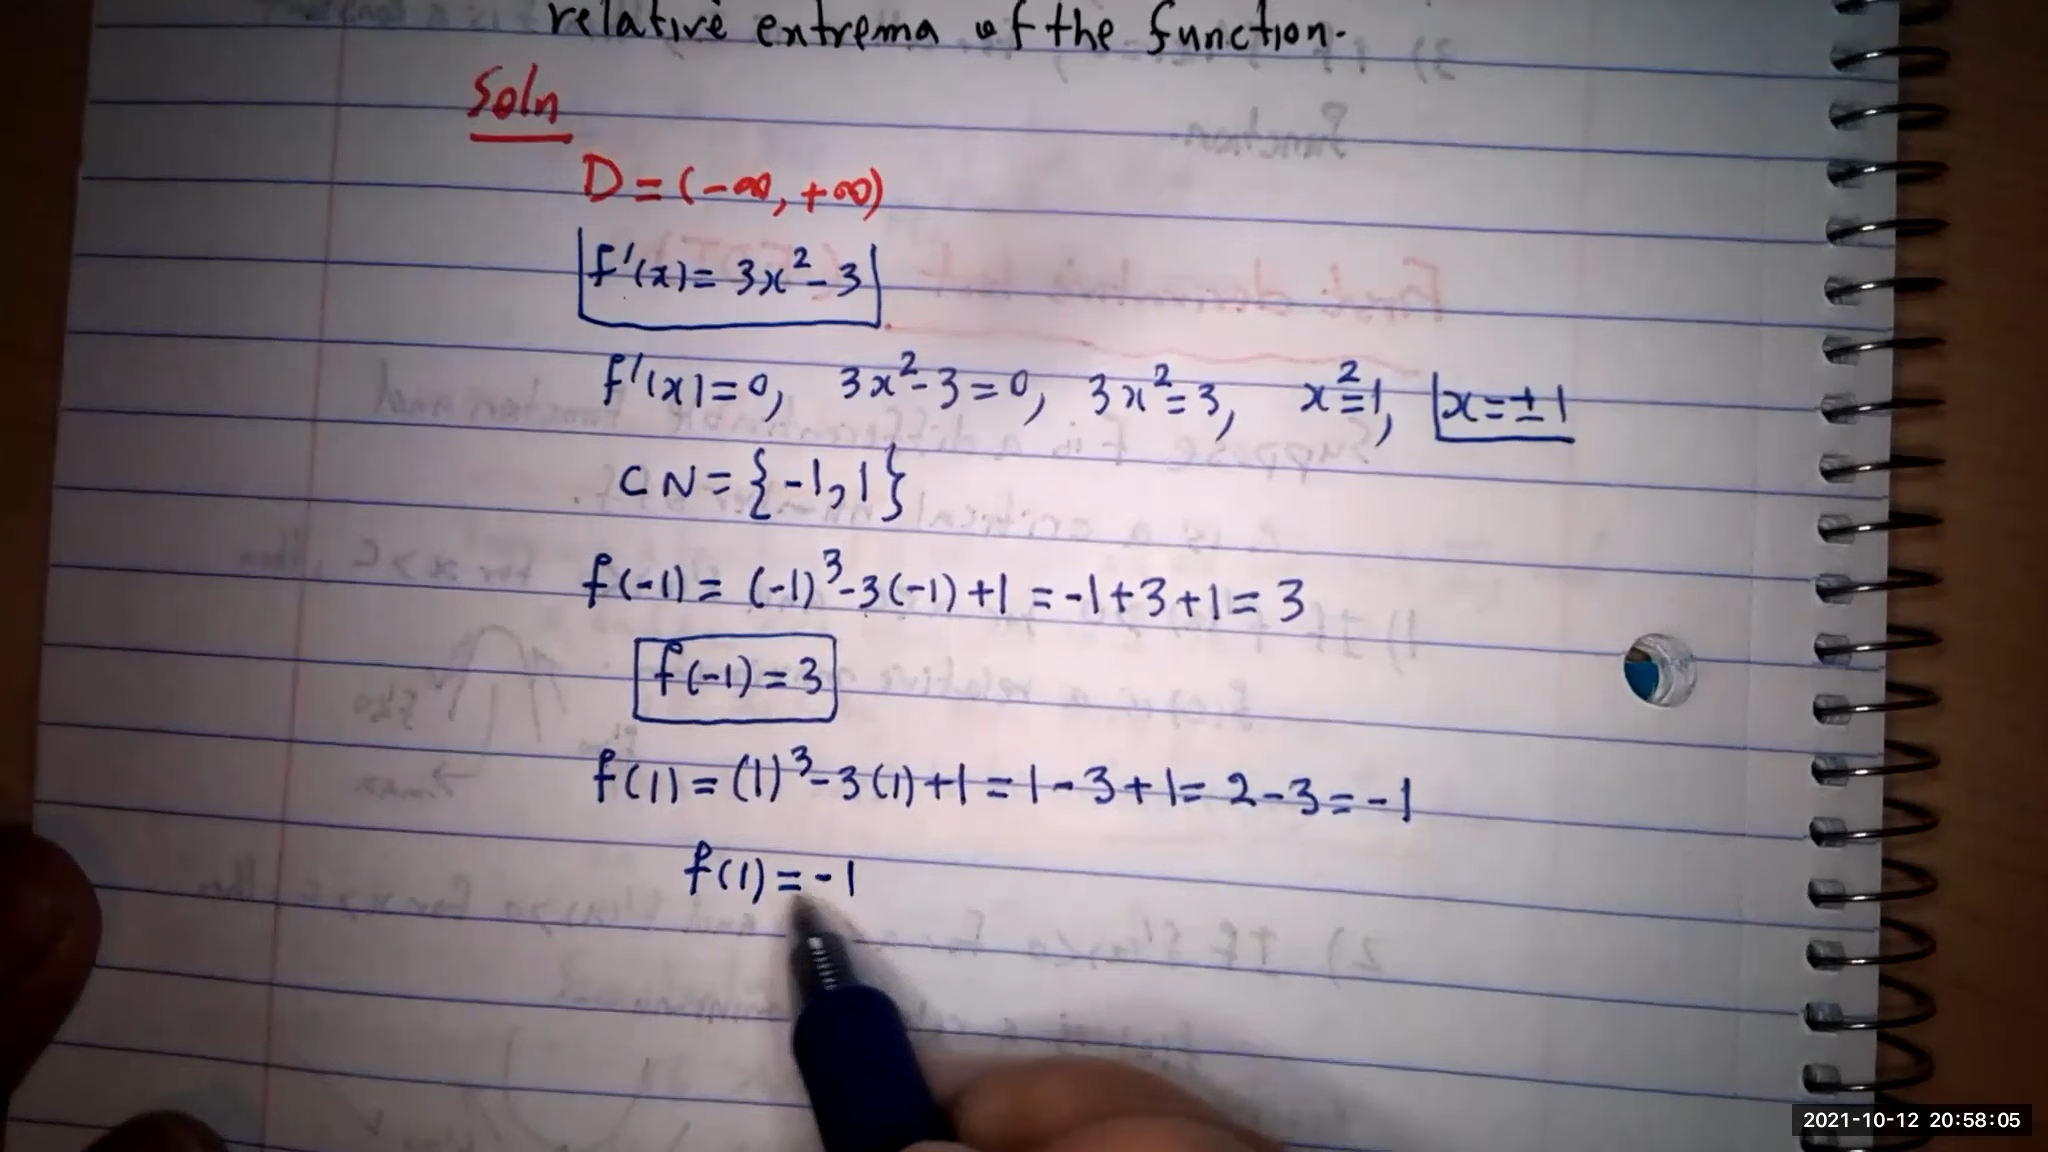 relative extrema of the function.
Soln
D = (-∞, +∞)
f'(x) = 3x² - 3
f'(x) = 0, 3x² - 3 = 0, 3x² = 3, x² = 1, x = ±1
CN = {-1, 1}
f(-1) = (-1)³ - 3(-1) + 1 = -1 + 3 + 1 = 3
f(-1) = 3
f(1) = (1)³ - 3(1) + 1 = 1 - 3 + 1 = 2 - 3 = -1
f(1) = -1
2021-10-12 20:58:05